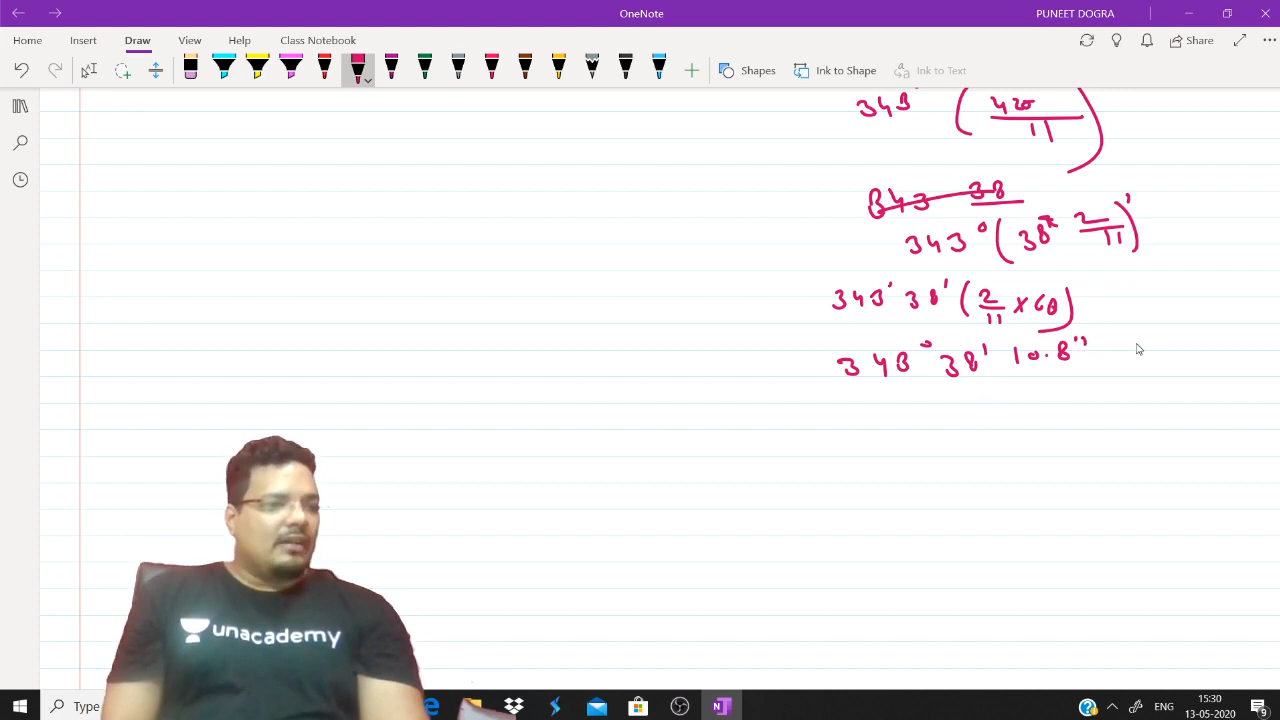 OneNote
PUNEET DOGRA
Home Insert Draw View Help Class Notebook
Share
Shapes Ink to Shape Ink to Text
343° (420/11)
343 38
343° (38 2/11)'
343° 38' (2/11 × 60)
343° 38' 10.8"
unacademy
Type
ENG
15:30
13-05-2020
9